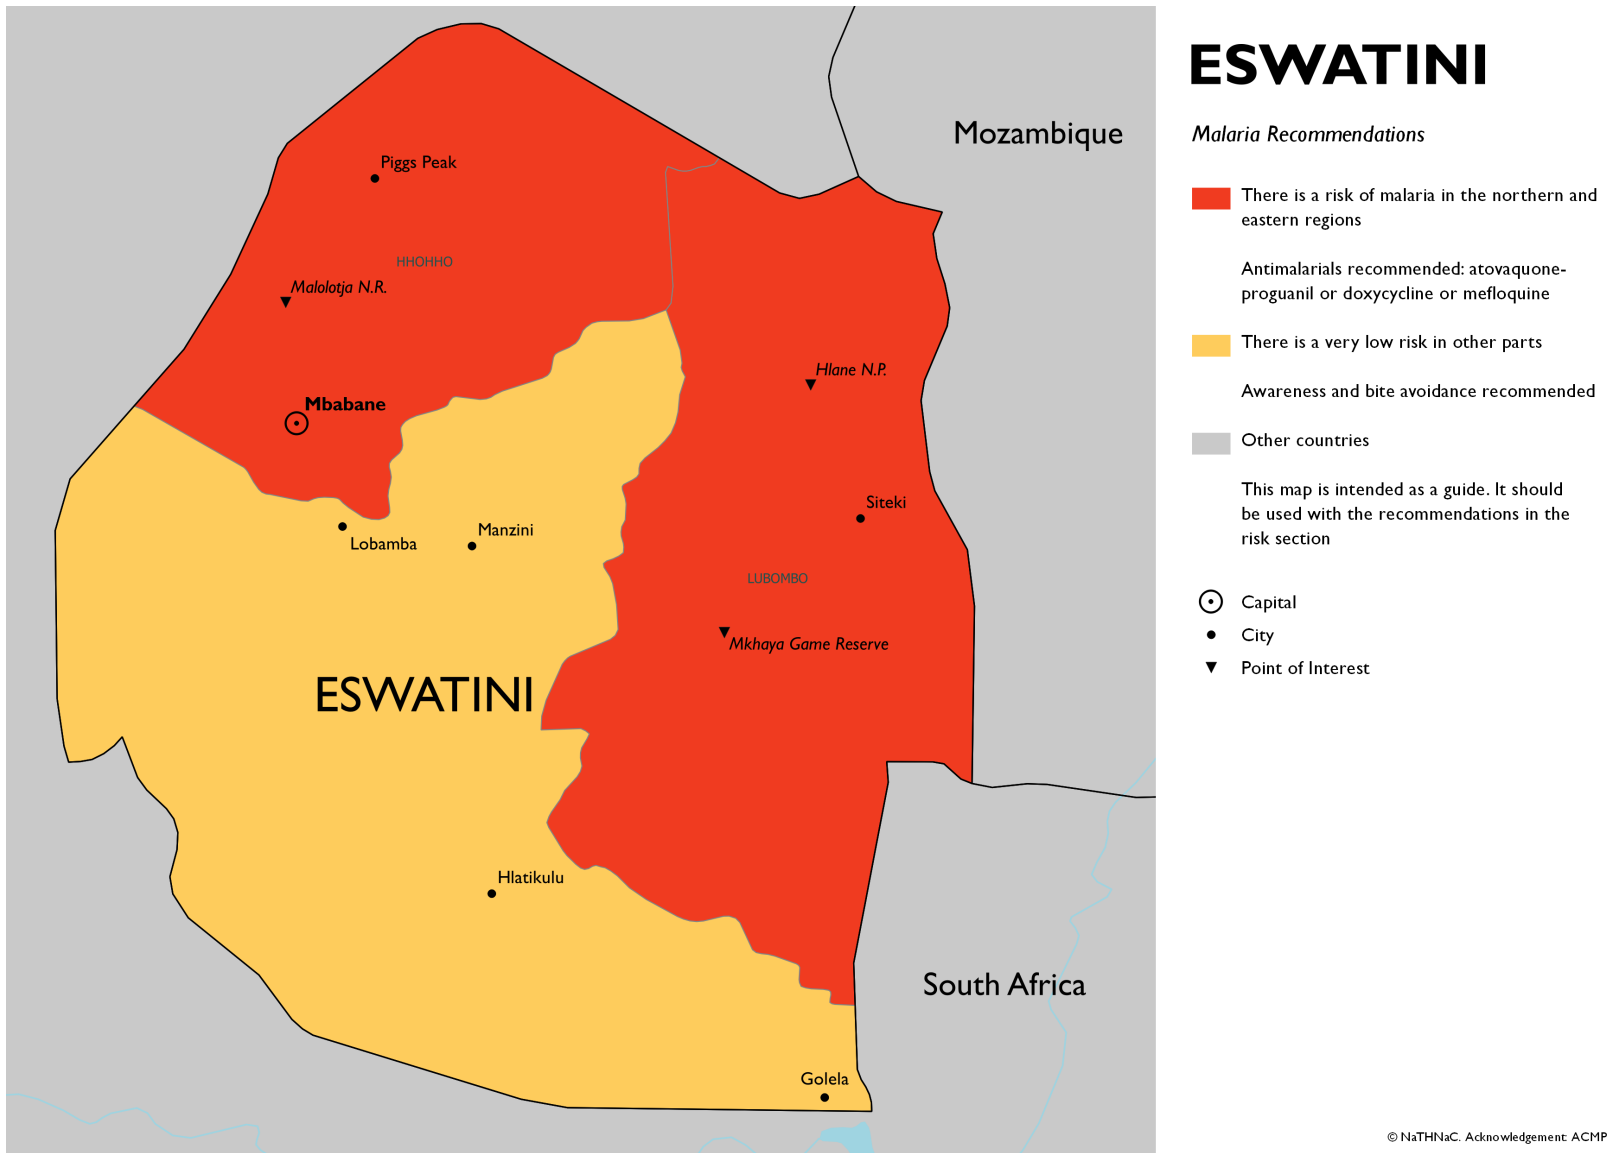 ESWATINI
Malaria Recommendations
There is a risk of malaria in the northern and
eastern regions
Antimalarials recommended: atovaquone-
proguanil or doxycycline or mefloquine
There is a very low risk in other parts
Awareness and bite avoidance recommended
Other countries
This map is intended as a guide. It should
be used with the recommendations in the
risk section
Capital
City
Point of Interest
Mozambique
Piggs Peak
HHOHHO
Malolotja N.R.
Hlane N.P.
Mbabane
Siteki
Manzini
Lobamba
LUBOMBO
Mkhaya Game Reserve
ESWATINI
Hlatikulu
South Africa
Golela
© NaTHNaC. Acknowledgement: ACMP